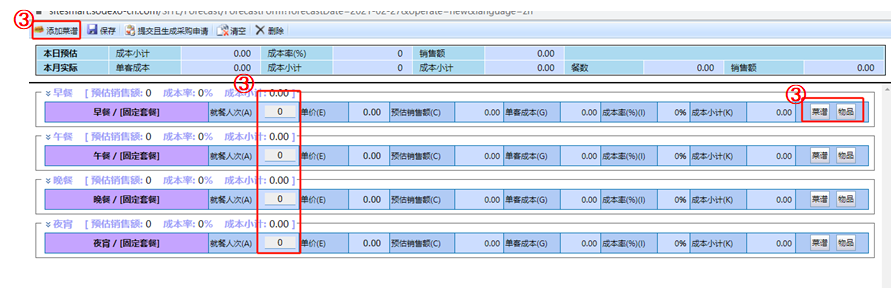 sitesmart.sodexo-cn.com/SITE/Forecast/ForecastForm?forecastDate=2021-02-27&operate=new&language=zh
③ 添加菜谱 保存 提交且生成采购申请 清空 删除
本日预估 成本小计 0.00 成本率(%) 0 销售额 0.00
本月实际 单客成本 0.00 成本小计 0 成本小计 0.00 餐数 0.00 销售额 0.00
③ ③
早餐 [ 预估销售额: 0 成本率: 0% 成本小计: 0.00 ]
早餐 / [固定套餐] 就餐人次(A) 0 单价(E) 0.00 预估销售额(C) 0.00 单客成本(G) 0.00 成本率(%)(I) 0% 成本小计(K) 0.00 菜谱 物品
午餐 [ 预估销售额: 0 成本率: 0% 成本小计: 0.00 ]
午餐 / [固定套餐] 就餐人次(A) 0 单价(E) 0.00 预估销售额(C) 0.00 单客成本(G) 0.00 成本率(%)(I) 0% 成本小计(K) 0.00 菜谱 物品
晚餐 [ 预估销售额: 0 成本率: 0% 成本小计: 0.00 ]
晚餐 / [固定套餐] 就餐人次(A) 0 单价(E) 0.00 预估销售额(C) 0.00 单客成本(G) 0.00 成本率(%)(I) 0% 成本小计(K) 0.00 菜谱 物品
夜宵 [ 预估销售额: 0 成本率: 0% 成本小计: 0.00 ]
夜宵 / [固定套餐] 就餐人次(A) 0 单价(E) 0.00 预估销售额(C) 0.00 单客成本(G) 0.00 成本率(%)(I) 0% 成本小计(K) 0.00 菜谱 物品